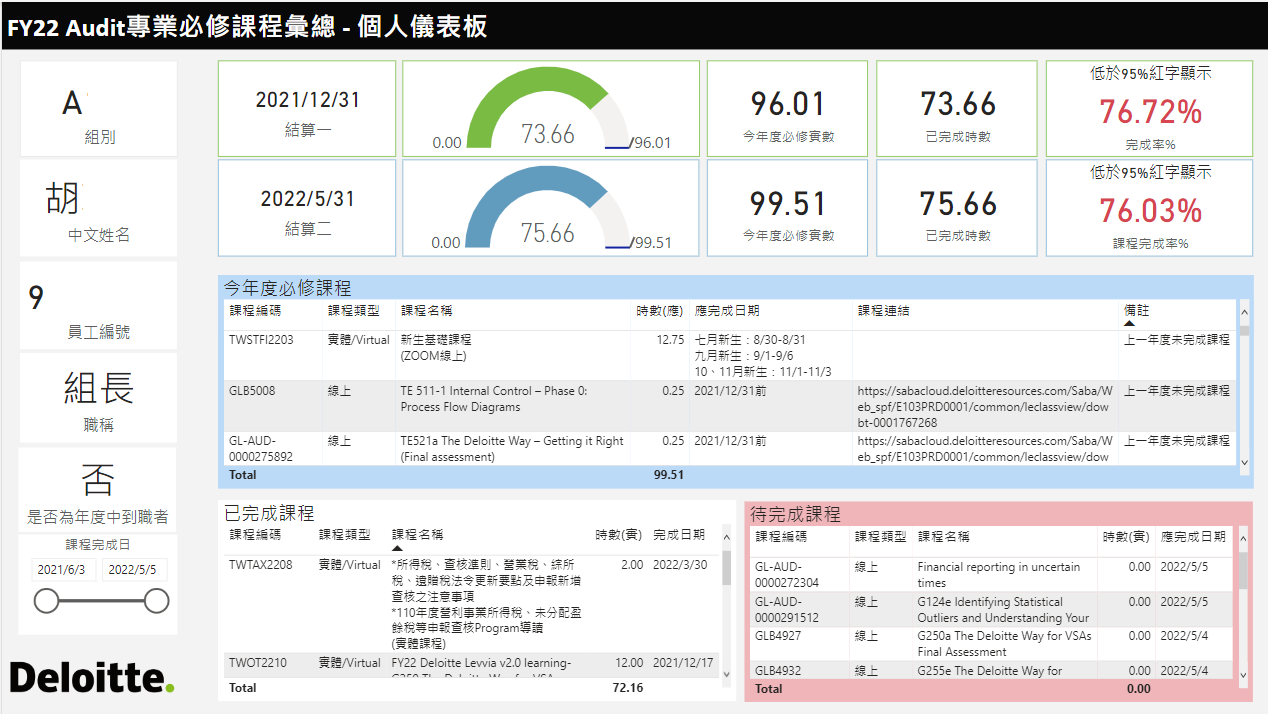 FY22 Audit專業必修課程彙總 - 個人儀表板
A
組別
胡
中文姓名
9
員工編號
組長
職稱
否
是否為年度中到職者
課程完成日
2021/6/3 2022/5/5
Deloitte.
2021/12/31
結算一
0.00 73.66 /96.01
96.01
今年度必修實數
73.66
已完成時數
低於95%紅字顯示
76.72%
完成率%
2022/5/31
結算二
0.00 75.66 /99.51
99.51
今年度必修實數
75.66
已完成時數
低於95%紅字顯示
76.03%
課程完成率%
今年度必修課程
課程編碼 課程類型 課程名稱 時數(應) 應完成日期 課程連結 備註
TWSTFI2203 實體/Virtual 新生基礎課程 12.75 七月新生：8/30-8/31 上一年度未完成課程
(ZOOM線上) 九月新生：9/1-9/6
10、11月新生：11/1-11/3
GLB5008 線上 TE 511-1 Internal Control – Phase 0: 0.25 2021/12/31前 https://sabacloud.deloitteresources.com/Saba/W 上一年度未完成課程
Process Flow Diagrams eb_spf/E103PRD0001/common/leclassview/dow
bt-0001767268
GL-AUD- 線上 TE521a The Deloitte Way – Getting it Right 0.25 2021/12/31前 https://sabacloud.deloitteresources.com/Saba/W 上一年度未完成課程
0000275892 (Final assessment) eb_spf/E103PRD0001/common/leclassview/dow
Total 99.51
已完成課程
課程編碼 課程類型 課程名稱 時數(實) 完成日期
TWTAX2208 實體/Virtual *所得稅、查核準則、營業稅、綜所 2.00 2022/3/30
稅、遺贈稅法令更新要點及申報新增
查核之注意事項
*110年度營利事業所得稅、未分配盈
餘稅等申報查核Program導讀
(實體課程)
TWOT2210 實體/Virtual FY22 Deloitte Levvia v2.0 learning- 12.00 2021/12/17
G250 The Deloitte Way for VSA
Total 72.16
待完成課程
課程編碼 課程類型 課程名稱 時數(實) 應完成日期
GL-AUD- 線上 Financial reporting in uncertain 0.00 2022/5/5
0000272304 times
GL-AUD- 線上 G124e Identifying Statistical 0.00 2022/5/5
0000291512 Outliers and Understanding Your
GLB4927 線上 G250a The Deloitte Way for VSAs 0.00 2022/5/4
Final Assessment
GLB4932 線上 G255e The Deloitte Way for 0.00 2022/5/4
Total 0.00